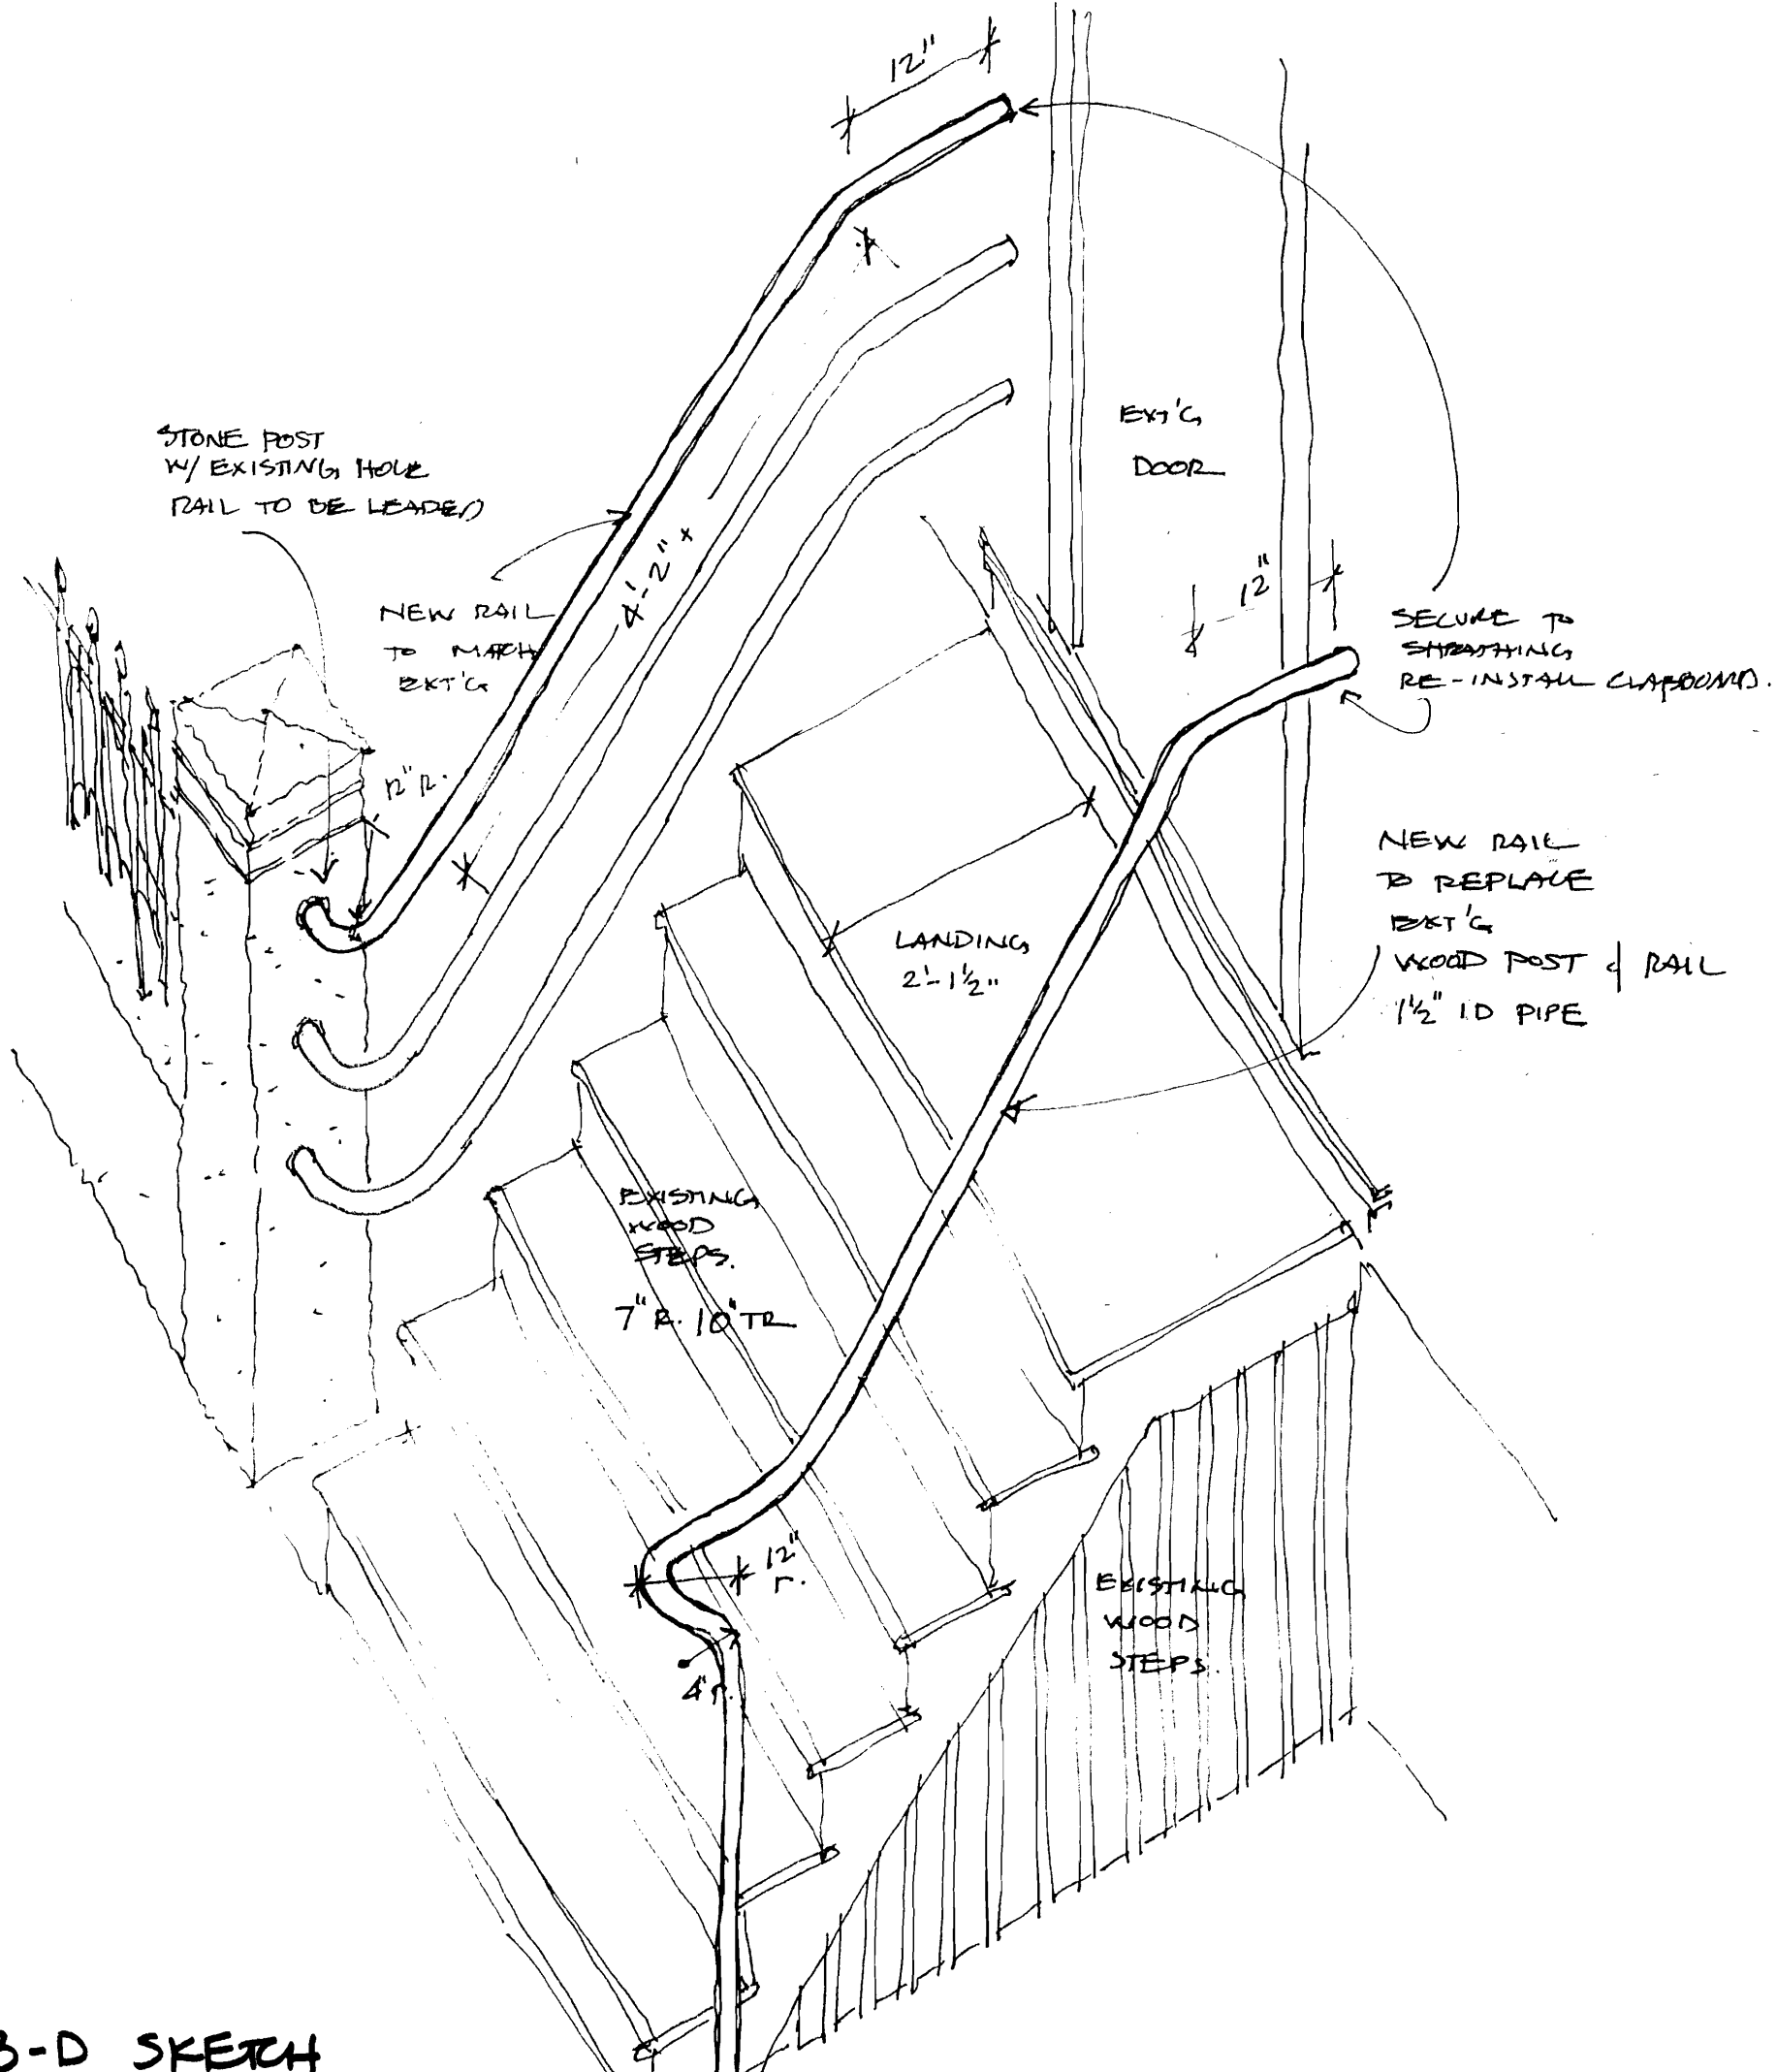 12"
STONE POST
W/ EXISTING HOLE
RAIL TO BE LEADED
EXT'G
DOOR
4'-2" ±
NEW RAIL
TO MATCH
EXT'G
12" R.
12"
SECURE TO
SHEATHING
RE-INSTALL CLAPBOARD.
NEW RAIL
TO REPLACE
EXT'G
WOOD POST & RAIL
1½" ID PIPE
LANDING
2'-1½"
EXISTING
WOOD
STEPS.
7" R. 10" TR
12"
r.
4" r.
EXISTING
WOOD
STEPS.
3-D SKETCH